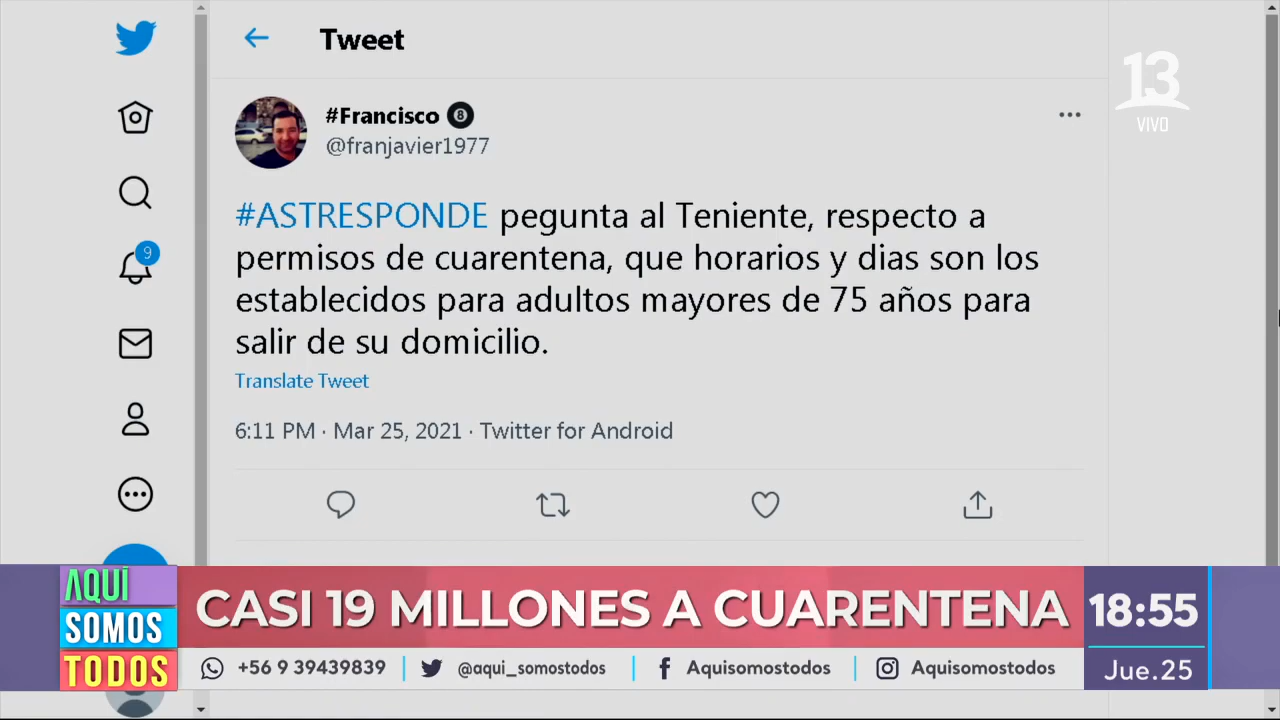 Tweet
#Francisco 8
@franjavier1977
13
VIVO
9
#ASTRESPONDE pegunta al Teniente, respecto a
permisos de cuarentena, que horarios y dias son los
establecidos para adultos mayores de 75 años para
salir de su domicilio.
Translate Tweet
6:11 PM · Mar 25, 2021 · Twitter for Android
AQUÍ
SOMOS
TODOS
CASI 19 MILLONES A CUARENTENA
18:55
+56 9 39439839
@aqui_somostodos
Aquisomostodos
Aquisomostodos
Jue.25